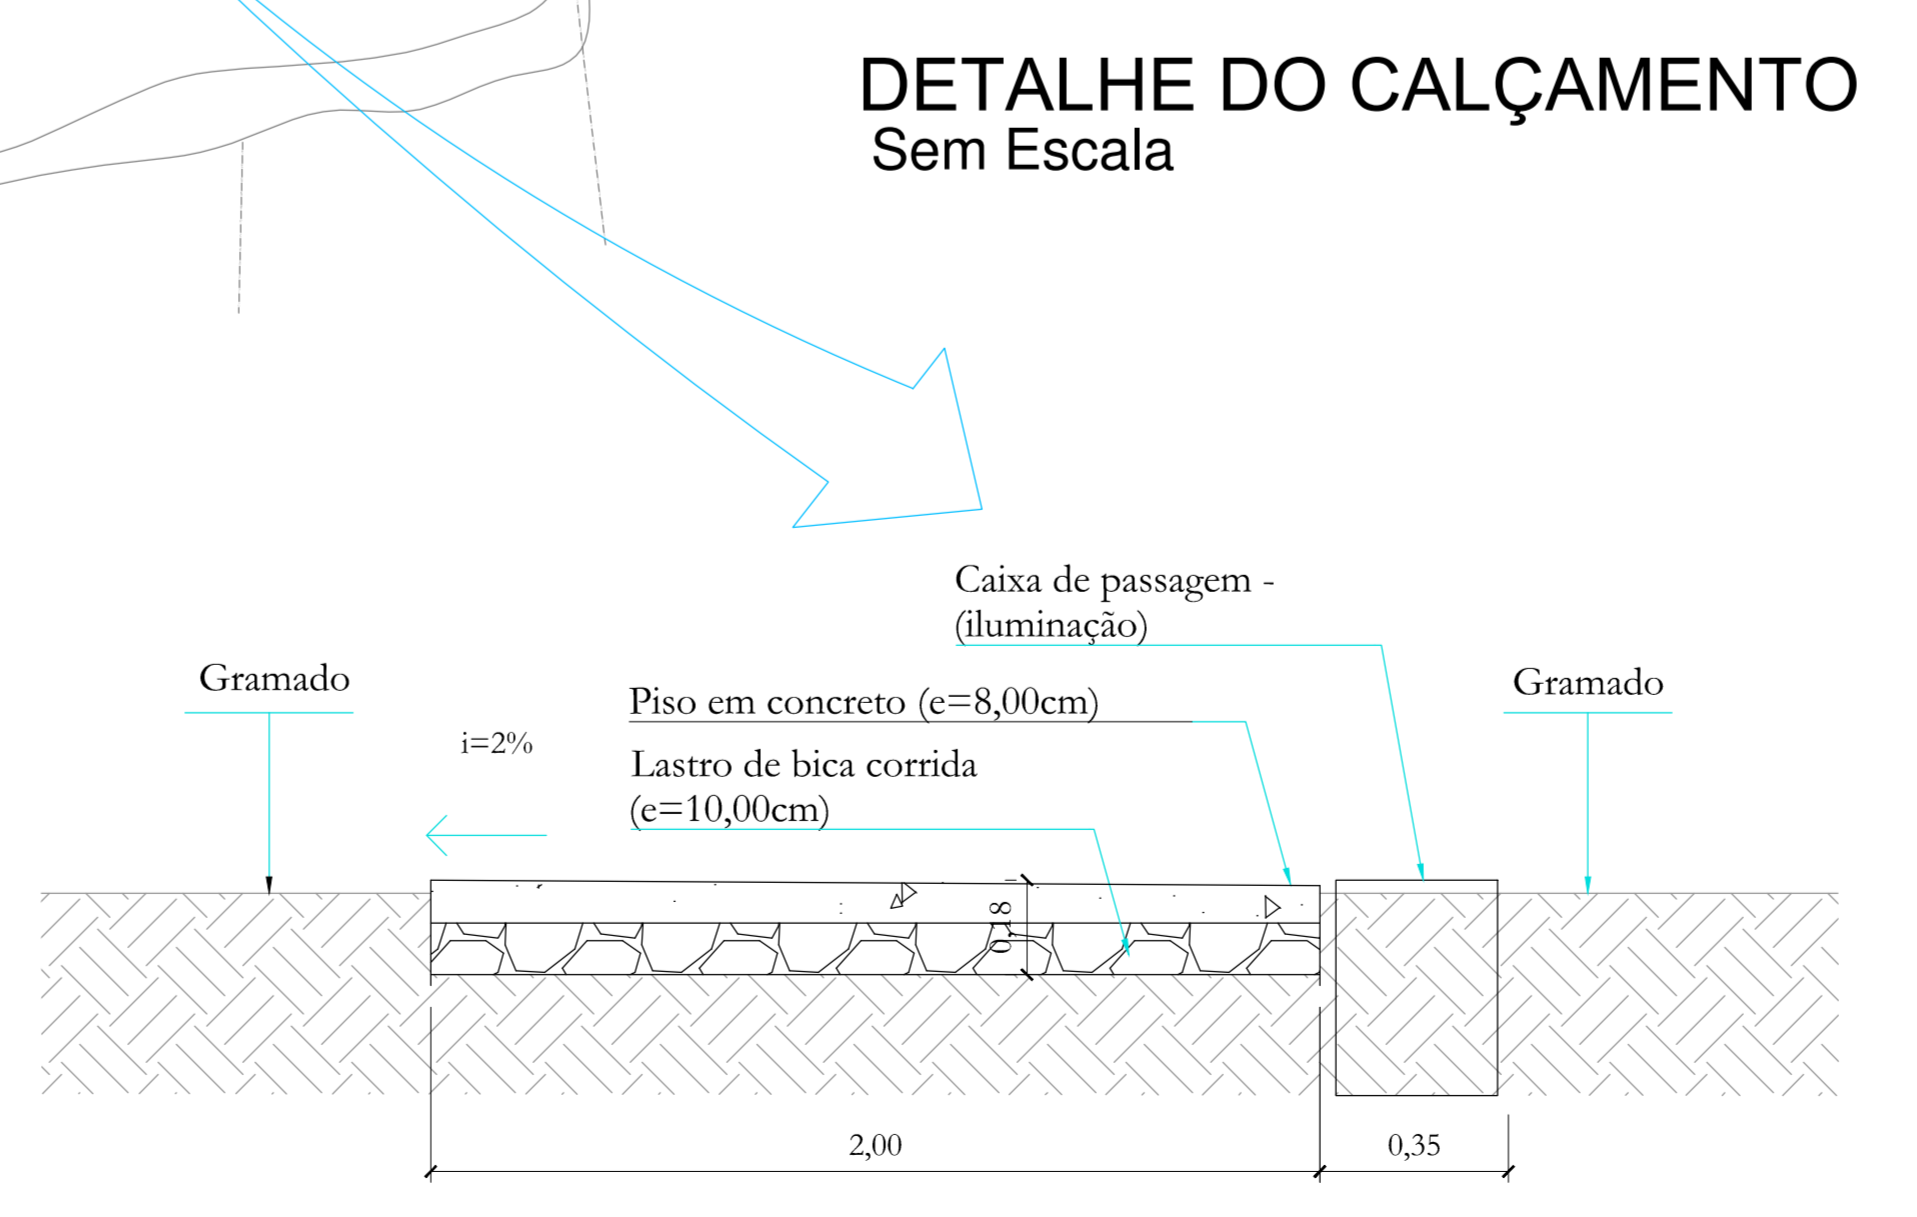 DETALHE DO CALÇAMENTO
Sem Escala
Caixa de passagem -
(iluminação)
Gramado
Gramado
Piso em concreto (e=8,00cm)
i=2%
Lastro de bica corrida
(e=10,00cm)
0,18
2,00
0,35